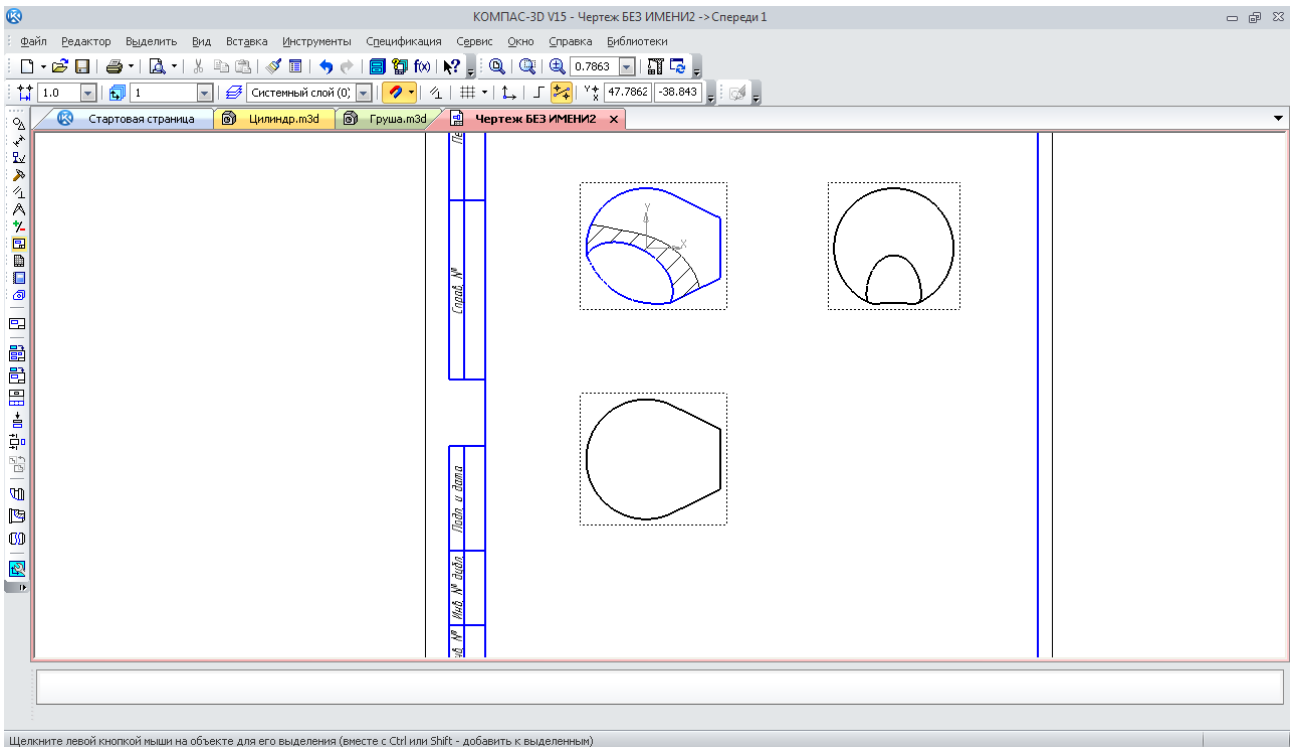 КОМПАС-3D V15 - Чертеж БЕЗ ИМЕНИ2 ->Спереди 1
Файл Редактор Выделить Вид Вставка Инструменты Спецификация Сервис Окно Справка Библиотеки
f(x) 0.7863
1.0 1 Системный слой (0) 47.7862 -38.843
Стартовая страница Цилиндр.m3d Груша.m3d Чертеж БЕЗ ИМЕНИ2
Y
X
Справ. №
Подп. и дата
Инв. № дубл.
Щелкните левой кнопкой мыши на объекте для его выделения (вместе с Ctrl или Shift - добавить к выделенным)